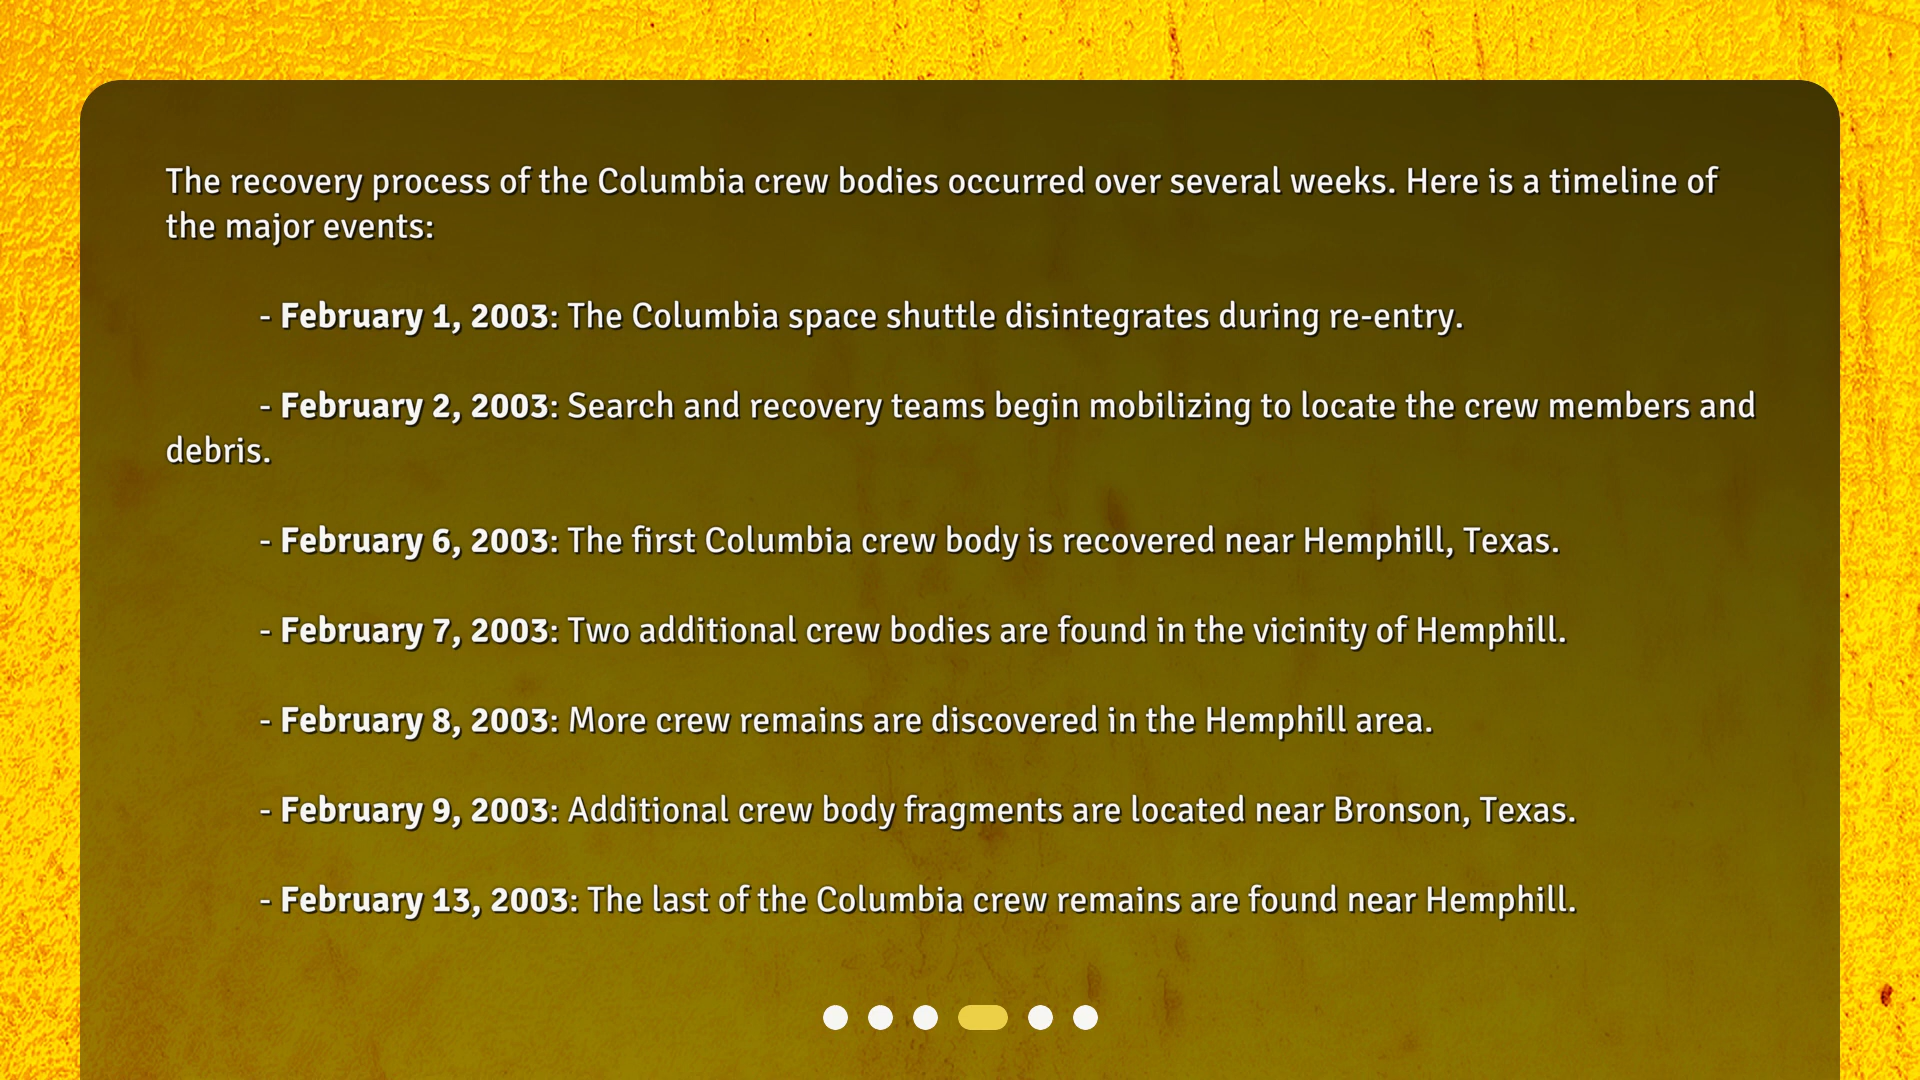 The recovery process of the Columbia crew bodies occurred over several weeks. Here is a timeline of
the major events:
- February 1, 2003: The Columbia space shuttle disintegrates during re-entry.
- February 2, 2003: Search and recovery teams begin mobilizing to locate the crew members and
debris.
- February 6, 2003: The first Columbia crew body is recovered near Hemphill, Texas.
- February 7, 2003: Two additional crew bodies are found in the vicinity of Hemphill.
- February 8, 2003: More crew remains are discovered in the Hemphill area.
- February 9, 2003: Additional crew body fragments are located near Bronson, Texas.
- February 13, 2003: The last of the Columbia crew remains are found near Hemphill.